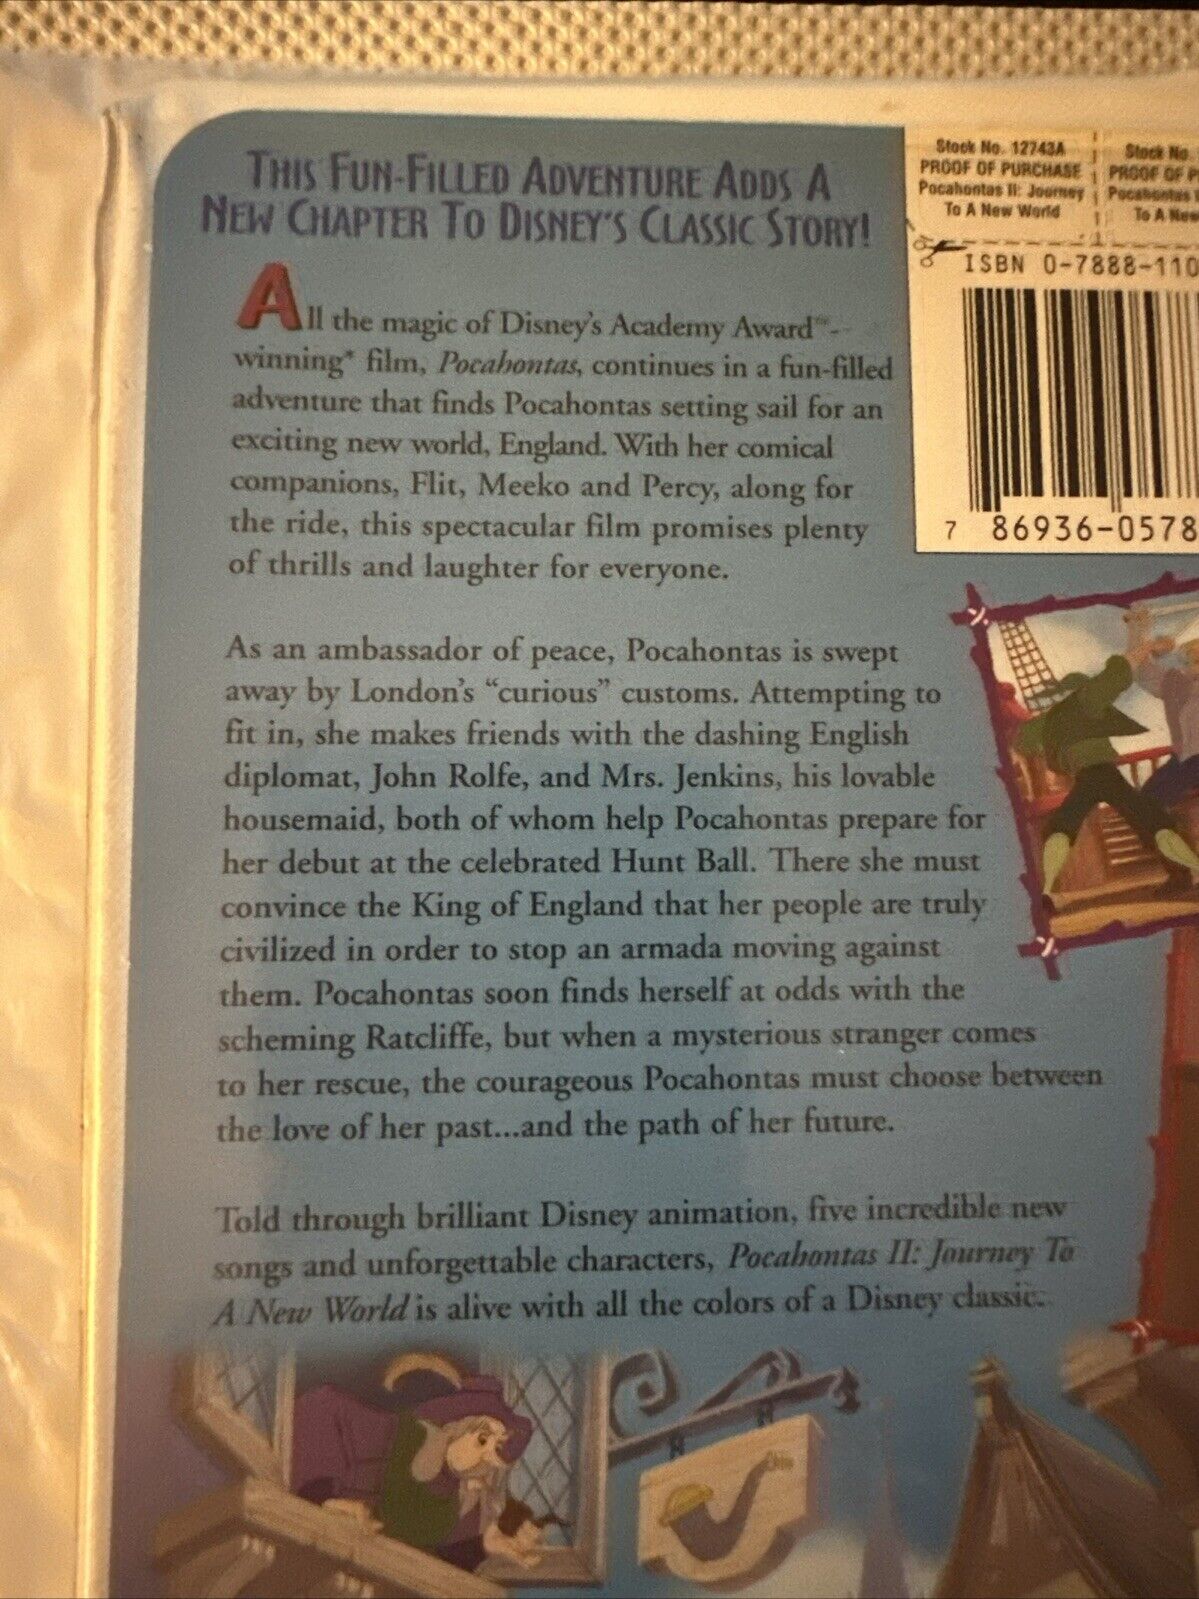 THIS FUN-FILLED ADVENTURE ADDS A
NEW CHAPTER TO DISNEY'S CLASSIC STORY!
All the magic of Disney's Academy Award™-
winning* film, Pocahontas, continues in a fun-filled
adventure that finds Pocahontas setting sail for an
exciting new world, England. With her comical
companions, Flit, Meeko and Percy, along for
the ride, this spectacular film promises plenty
of thrills and laughter for everyone.
As an ambassador of peace, Pocahontas is swept
away by London's “curious” customs. Attempting to
fit in, she makes friends with the dashing English
diplomat, John Rolfe, and Mrs. Jenkins, his lovable
housemaid, both of whom help Pocahontas prepare for
her debut at the celebrated Hunt Ball. There she must
convince the King of England that her people are truly
civilized in order to stop an armada moving against
them. Pocahontas soon finds herself at odds with the
scheming Ratcliffe, but when a mysterious stranger comes
to her rescue, the courageous Pocahontas must choose between
the love of her past...and the path of her future.
Told through brilliant Disney animation, five incredible new
songs and unforgettable characters, Pocahontas II: Journey To
A New World is alive with all the colors of a Disney classic.
Stock No. 12743A
PROOF OF PURCHASE
Pocahontas II: Journey
To A New World
Stock No.
PROOF OF P
Pocahontas
To A New
ISBN 0-7888-110
7 86936-0578